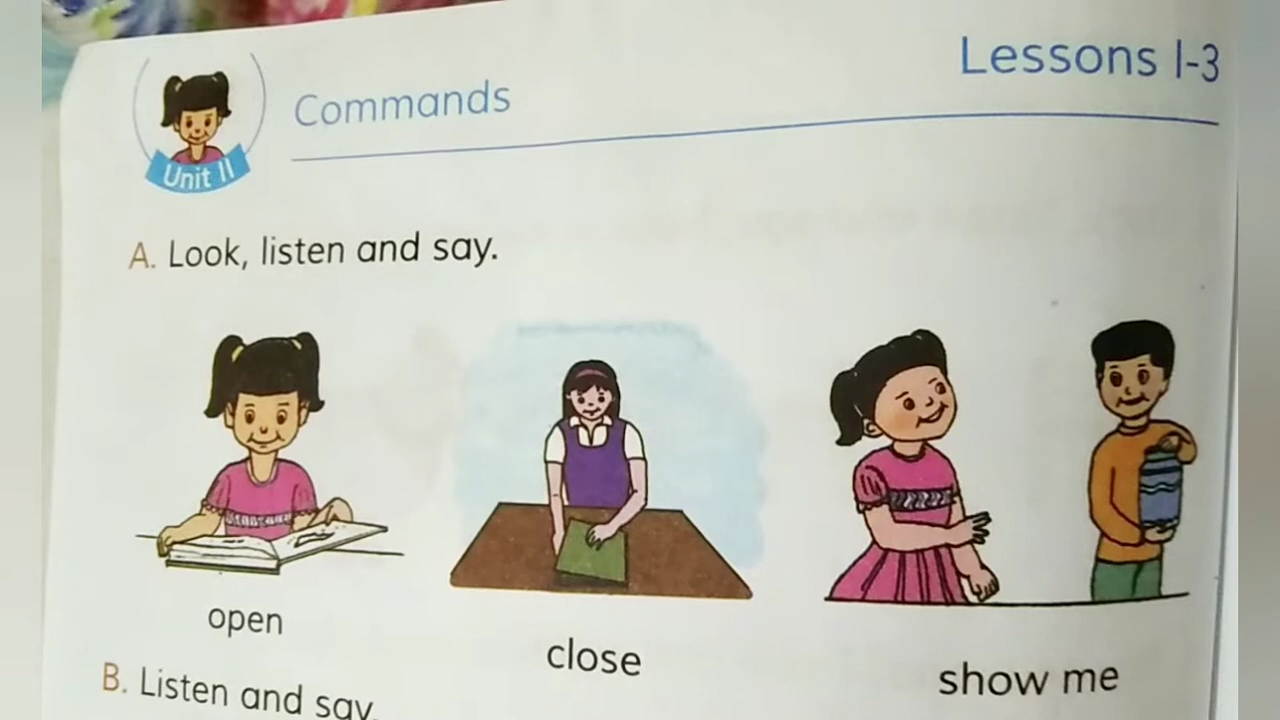 Lessons 1-3
Commands
Unit 11
A. Look, listen and say.
open
close
show me
B. Listen and say.